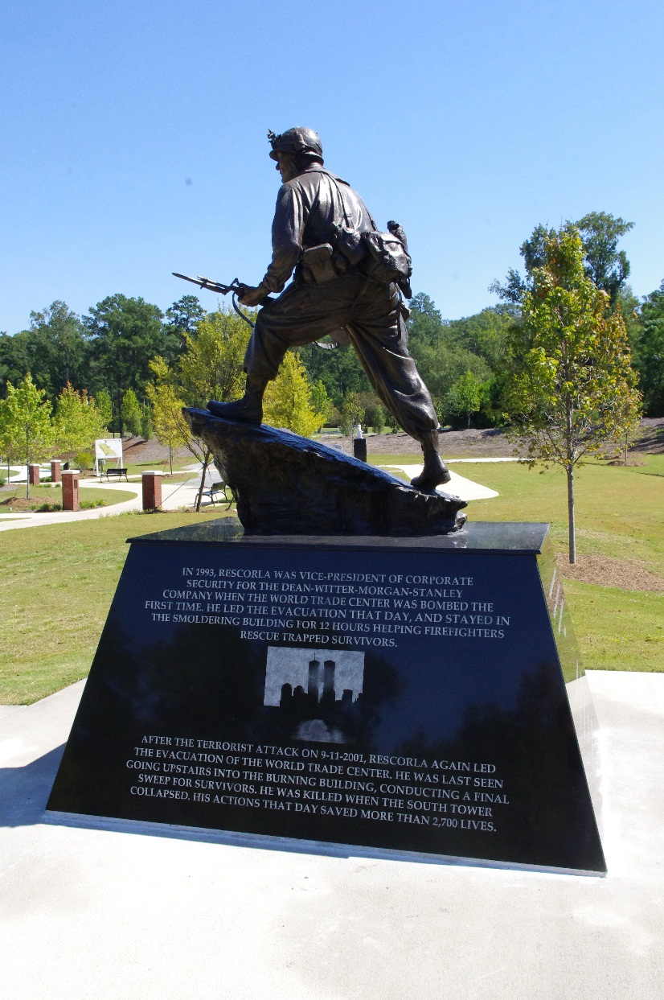 IN 1993, RESCORLA WAS VICE-PRESIDENT OF CORPORATE
SECURITY FOR THE DEAN-WITTER-MORGAN-STANLEY
COMPANY WHEN THE WORLD TRADE CENTER WAS BOMBED THE
FIRST TIME. HE LED THE EVACUATION THAT DAY, AND STAYED IN
THE SMOLDERING BUILDING FOR 12 HOURS HELPING FIREFIGHTERS
RESCUE TRAPPED SURVIVORS.
AFTER THE TERRORIST ATTACK ON 9-11-2001, RESCORLA AGAIN LED
THE EVACUATION OF THE WORLD TRADE CENTER. HE WAS LAST SEEN
GOING UPSTAIRS INTO THE BURNING BUILDING, CONDUCTING A FINAL
SWEEP FOR SURVIVORS. HE WAS KILLED WHEN THE SOUTH TOWER
COLLAPSED. HIS ACTIONS THAT DAY SAVED MORE THAN 2,700 LIVES.